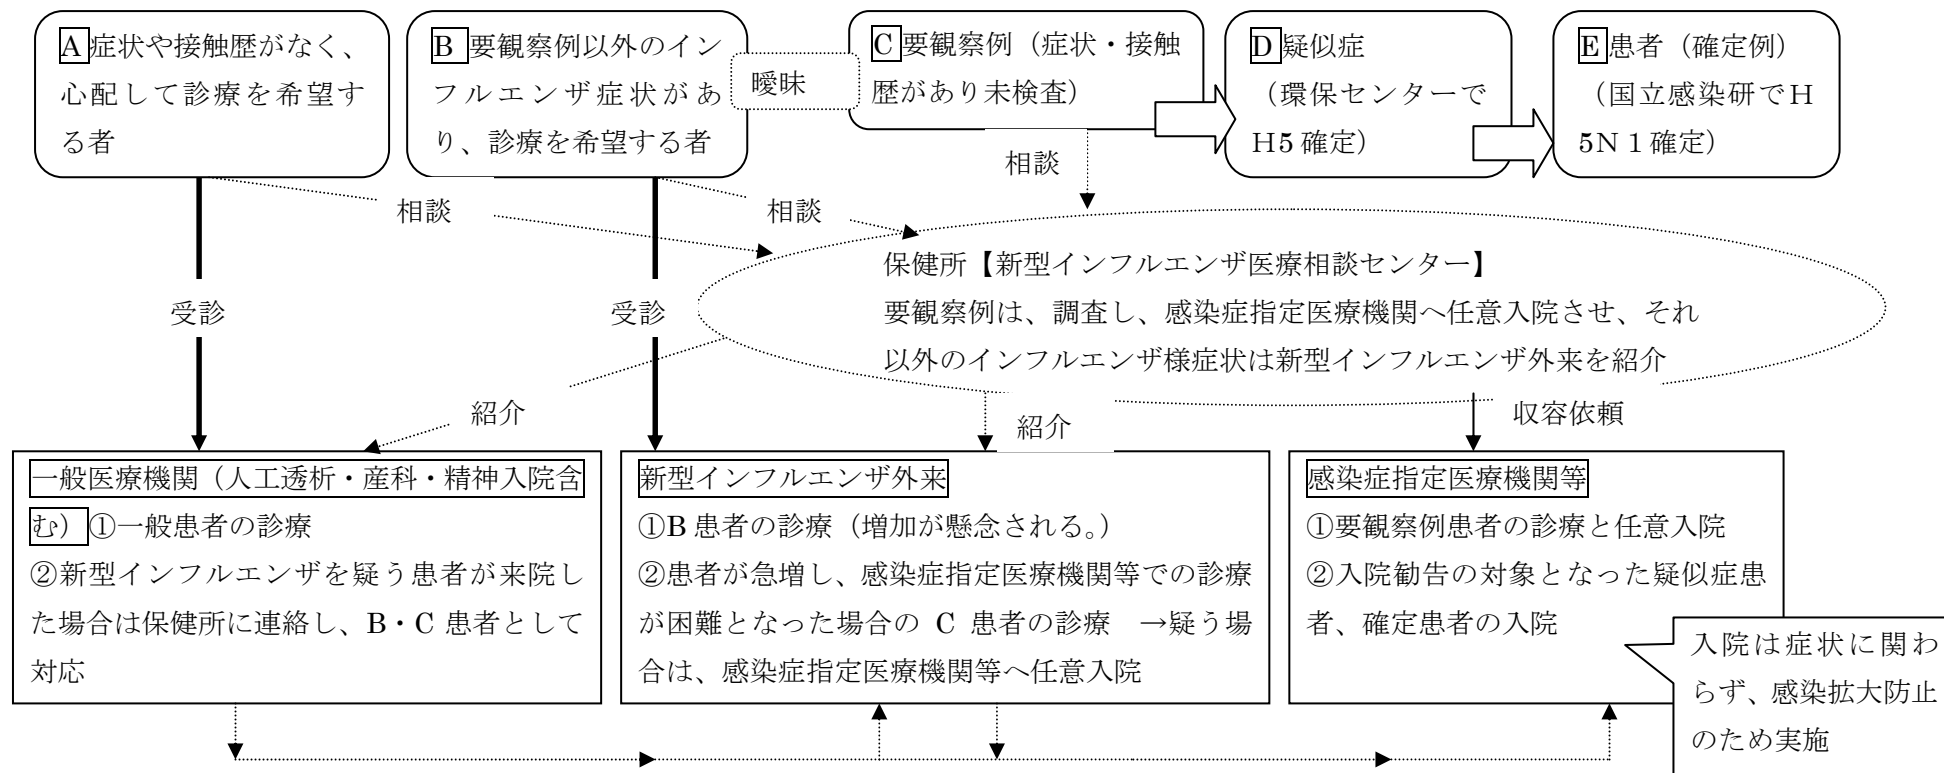 A 症状や接触歴がなく、
心配して診療を希望す
る者
B 要観察例以外のイン
フルエンザ症状があ
り、診療を希望する者
曖昧
C 要観察例（症状・接触
歴があり未検査）
D 疑似症
（環保センターで
H5 確定）
E 患者（確定例）
（国立感染研でＨ
5Ｎ１確定）
相談
相談
相談
保健所【新型インフルエンザ医療相談センター】
要観察例は、調査し、感染症指定医療機関へ任意入院させ、それ
以外のインフルエンザ様症状は新型インフルエンザ外来を紹介
受診
受診
紹介
紹介
収容依頼
一般医療機関（人工透析・産科・精神入院含
む）①一般患者の診療
②新型インフルエンザを疑う患者が来院し
た場合は保健所に連絡し、B・C 患者として
対応
新型インフルエンザ外来
①B 患者の診療（増加が懸念される。）
②患者が急増し、感染症指定医療機関等での診療
が困難となった場合の C 患者の診療　→疑う場
合は、感染症指定医療機関等へ任意入院
感染症指定医療機関等
①要観察例患者の診療と任意入院
②入院勧告の対象となった疑似症患
者、確定患者の入院
入院は症状に関わ
らず、感染拡大防止
のため実施